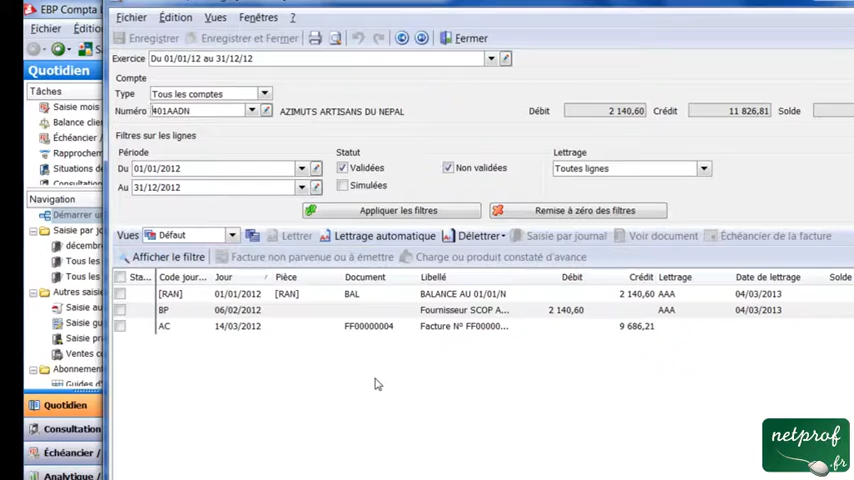 EBP Compta L
Fichier Éditio
Quotidien
Tâches
Saisie mois
Balance clien
Échéancier /
Rapprochem
Situations de
Consultation
Navigation
Démarrer un
Saisie par jo
décemb
Tous les
Tous les
Autres saisie
Saisie au
Saisie gu
Saisie pr
Ventes c
Abonnement
Guides d'
Quotidien
Consultation
Échéancier /
Analytique /
Fichier Édition Vues Fenêtres ?
Enregistrer Enregistrer et Fermer Fermer
Exercice Du 01/01/12 au 31/12/12
Compte
Type Tous les comptes
Numéro 401AADN AZIMUTS ARTISANS DU NEPAL Débit 2 140,60 Crédit 11 826,81 Solde
Filtres sur les lignes
Période Statut Lettrage
Du 01/01/2012 Validées Non validées Toutes lignes
Au 31/12/2012 Simulées
Appliquer les filtres Remise à zéro des filtres
Vues Défaut Lettrer Lettrage automatique Délettrer Saisie par journal Voir document Échéancier de la facture
Afficher le filtre Facture non parvenue ou à émettre Charge ou produit constaté d'avance
Sta... Code jour... Jour Pièce Document Libellé Débit Crédit Lettrage Date de lettrage Solde
[RAN] 01/01/2012 [RAN] BAL BALANCE AU 01/01/N 2 140,60 AAA 04/03/2013
BP 06/02/2012 Fournisseur SCOP A... 2 140,60 AAA 04/03/2013
AC 14/03/2012 FF00000004 Facture N° FF00000... 9 686,21
netprof
.fr